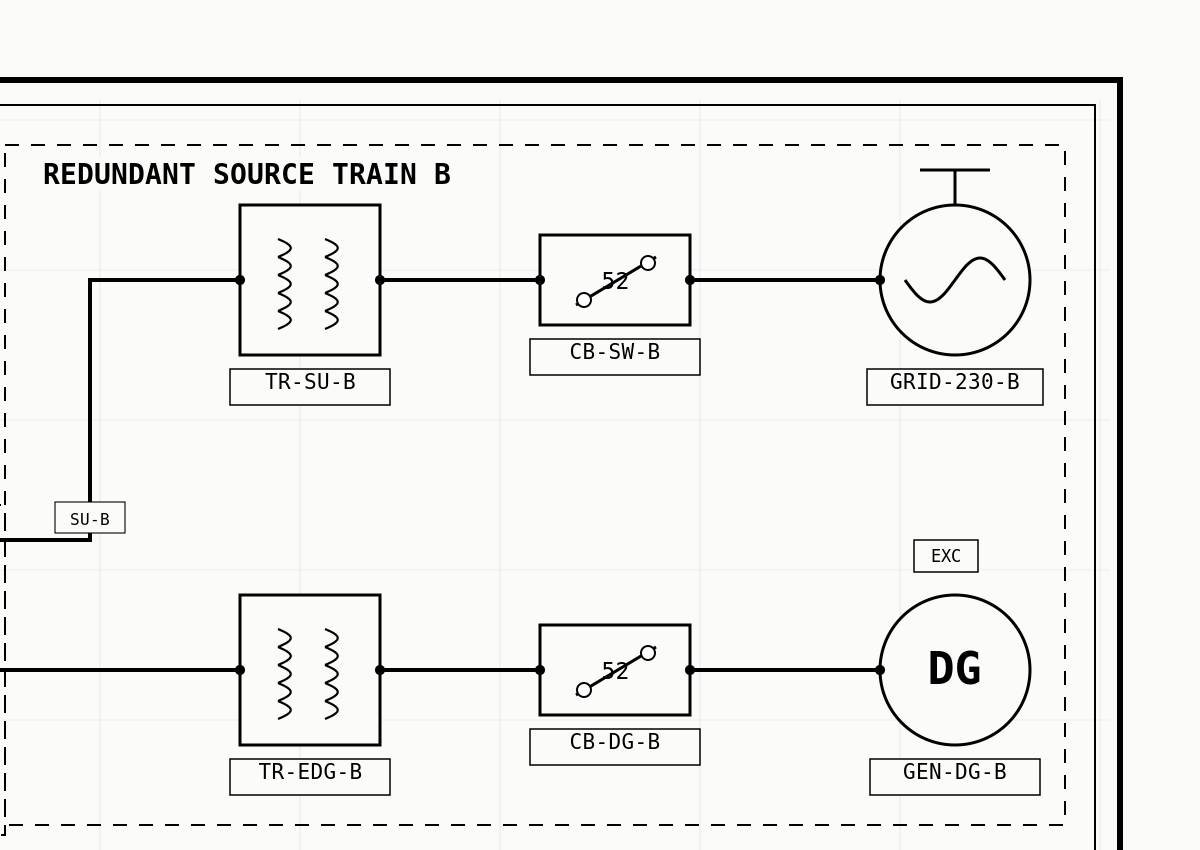 REDUNDANT SOURCE TRAIN B
52
TR-SU-B
CB-SW-B
GRID-230-B
SU-B
EXC
52
DG
TR-EDG-B
CB-DG-B
GEN-DG-B